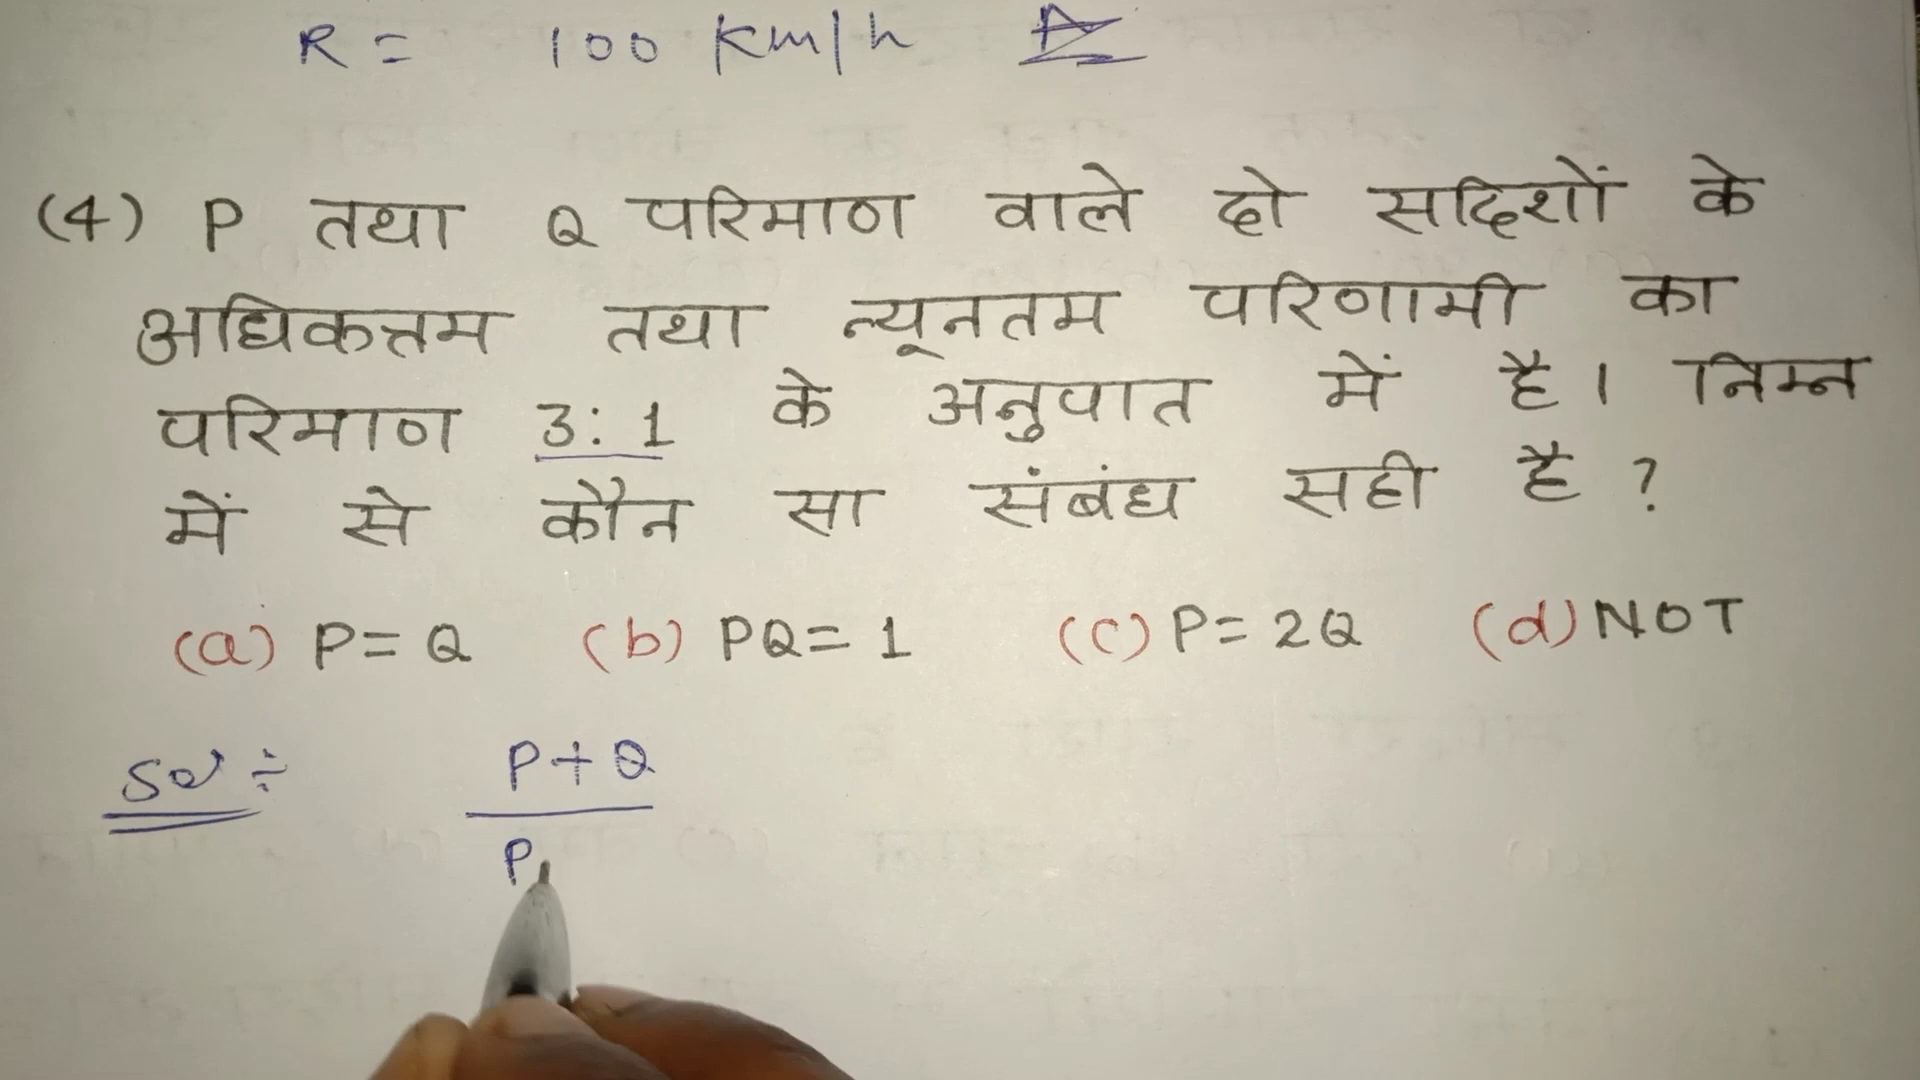 R = 100 km/h A
(4) P तथा Q परिमाण वाले दो सदिशों के
अधिकत्तम तथा न्यूनतम परिणामी का
परिमाण 3:1 के अनुपात में है। निम्न
में से कौन सा संबंध सही है ?
(a) P = Q (b) PQ = 1 (c) P = 2Q (d) NOT
Sol ÷ P + Q
P